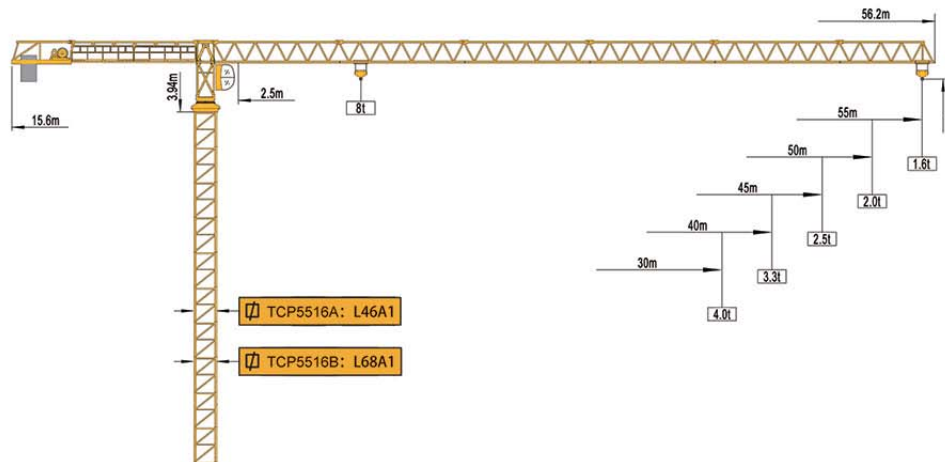 56.2m
3.94m
2.5m
15.6m
8t
55m
1.6t
50m
2.0t
45m
2.5t
40m
3.3t
30m
4.0t
TCP5516A: L46A1
TCP5516B: L68A1